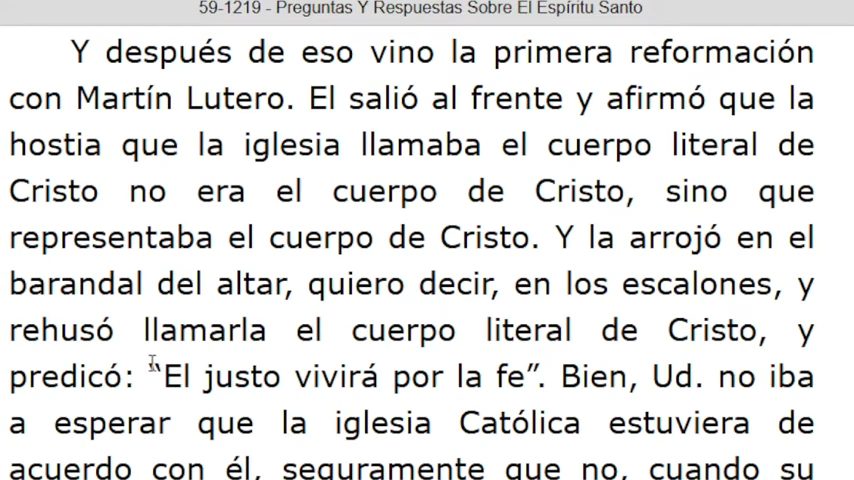 59-1219 - Preguntas Y Respuestas Sobre El Espíritu Santo
Y después de eso vino la primera reformación
con Martín Lutero. El salió al frente y afirmó que la
hostia que la iglesia llamaba el cuerpo literal de
Cristo no era el cuerpo de Cristo, sino que
representaba el cuerpo de Cristo. Y la arrojó en el
barandal del altar, quiero decir, en los escalones, y
rehusó llamarla el cuerpo literal de Cristo, y
predicó: “El justo vivirá por la fe”. Bien, Ud. no iba
a esperar que la iglesia Católica estuviera de
acuerdo con él, seguramente que no, cuando su